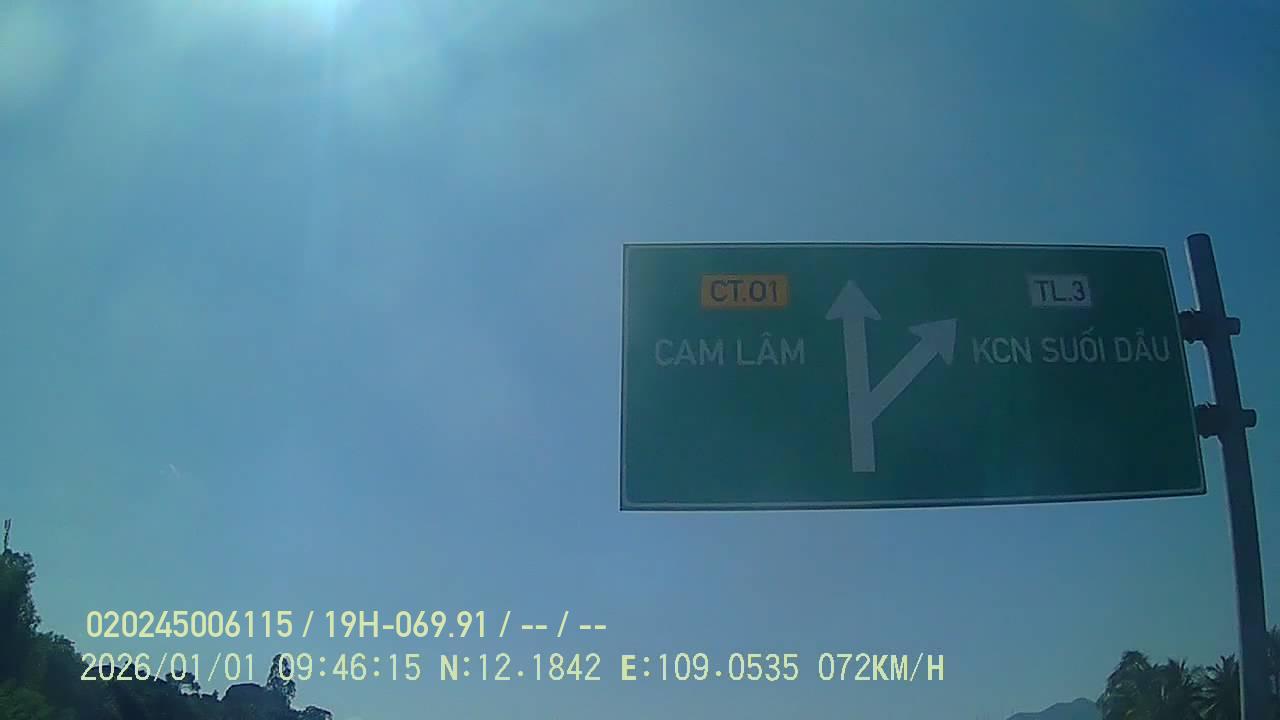 CT.01
CAM LÂM
TL.3
KCN SUỐI DẦU
020245006115 / 19H-069.91 / -- / --
2026/01/01 09:46:15 N:12.1842 E:109.0535 072KM/H